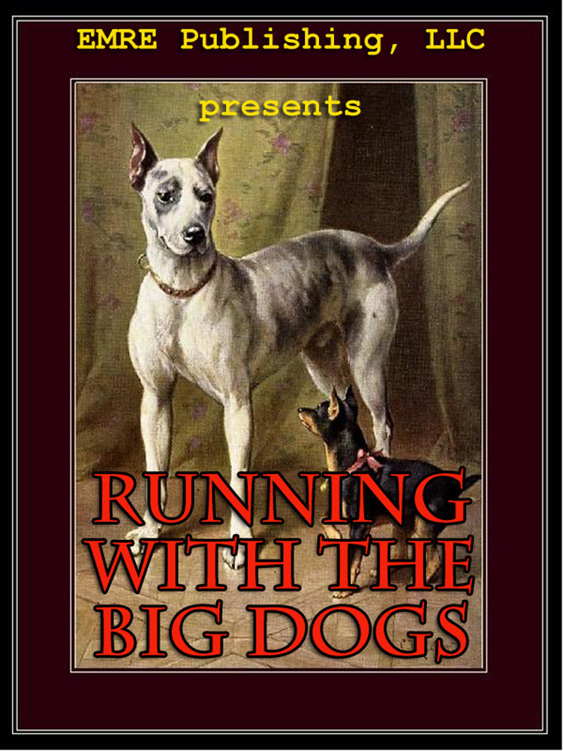 EMRE Publishing, LLC
presents
RUNNING
WITH THE
BIG DOGS